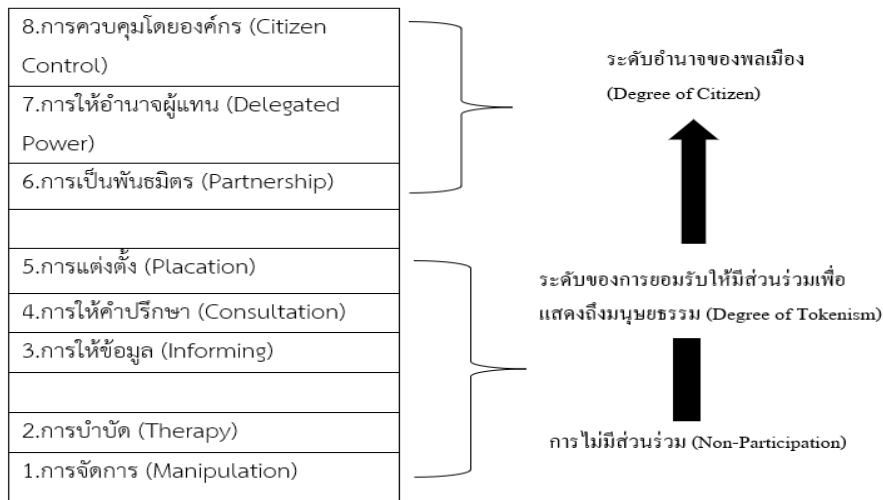 8.การควบคุมโดยองค์กร (Citizen
Control)
7.การให้อำนาจผู้แทน (Delegated
Power)
6.การเป็นพันธมิตร (Partnership)
5.การแต่งตั้ง (Placation)
4.การให้คำปรึกษา (Consultation)
3.การให้ข้อมูล (Informing)
2.การบำบัด (Therapy)
1.การจัดการ (Manipulation)
ระดับอำนาจของพลเมือง
(Degree of Citizen)
ระดับของการยอมรับให้มีส่วนร่วมเพื่อ
แสดงถึงมนุษยธรรม (Degree of Tokenism)
การไม่มีส่วนร่วม (Non-Participation)